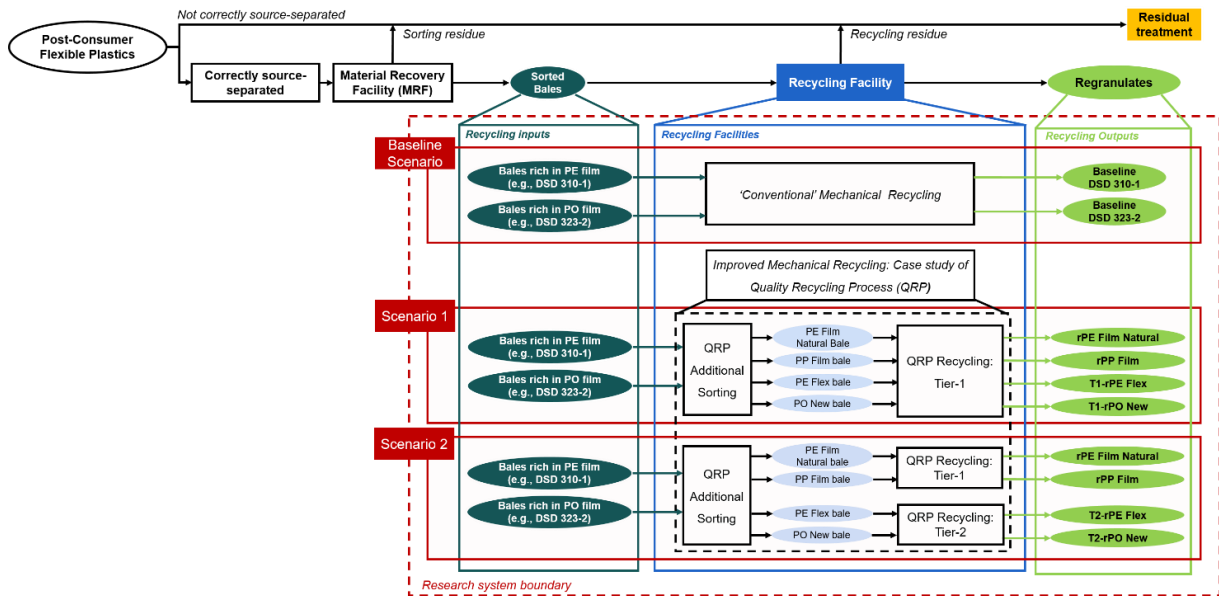 Not correctly source-separated
Post-Consumer
Flexible Plastics
Sorting residue
Recycling residue
Residual
treatment
Correctly source-
separated
Material Recovery
Facility (MRF)
Sorted
Bales
Recycling Facility
Regranulates
Recycling inputs
Recycling Facilities
Recycling Outputs
Baseline
Scenario
Bales rich in PE film
(e.g., DSD 310-1)
Bales rich in PO film
(e.g., DSD 323-2)
‘Conventional’ Mechanical Recycling
Baseline
DSD 310-1
Baseline
DSD 323-2
Improved Mechanical Recycling: Case study of
Quality Recycling Process (QRP)
Scenario 1
Bales rich in PE film
(e.g., DSD 310-1)
Bales rich in PO film
(e.g., DSD 323-2)
QRP
Additional
Sorting
PE Film
Natural Bale
PP Film bale
PE Flex bale
PO New bale
QRP Recycling:
Tier-1
rPE Film Natural
rPP Film
T1-rPE Flex
T1-rPO New
Scenario 2
Bales rich in PE film
(e.g., DSD 310-1)
Bales rich in PO film
(e.g., DSD 323-2)
QRP
Additional
Sorting
PE Film
Natural bale
PP Film bale
PE Flex bale
PO New bale
QRP Recycling:
Tier-1
QRP Recycling:
Tier-2
rPE Film Natural
rPP Film
T2-rPE Flex
T2-rPO New
Research system boundary